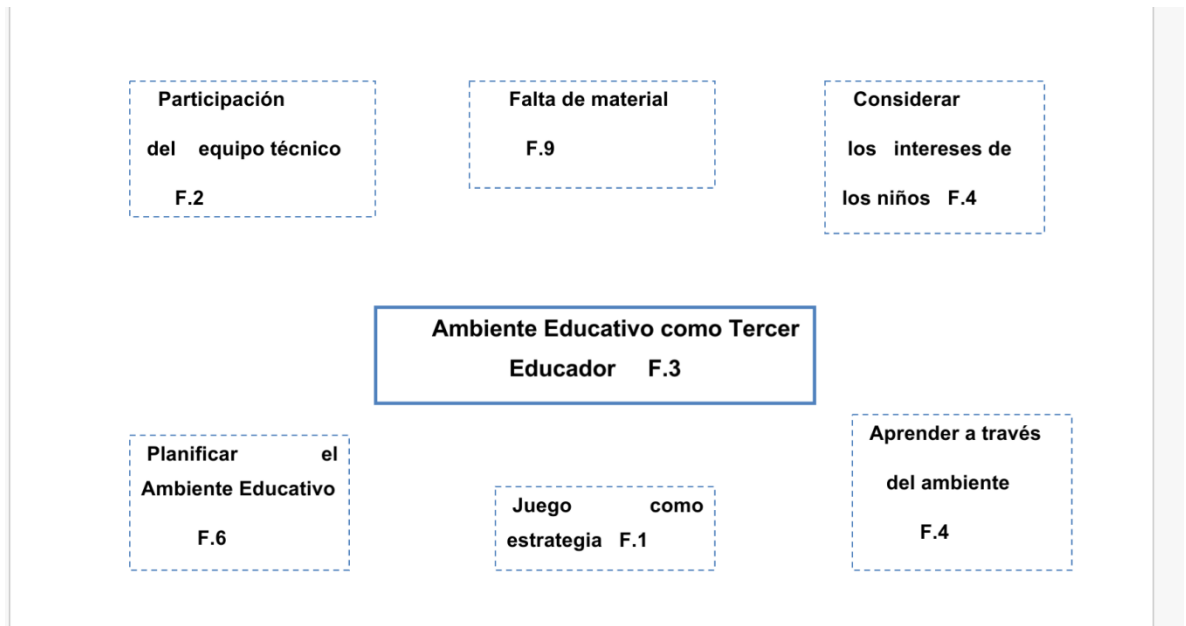 Participación
del equipo técnico
F.2
Falta de material
F.9
Considerar
los intereses de
los niños F.4
Ambiente Educativo como Tercer
Educador F.3
Planificar el
Ambiente Educativo
F.6
Juego como
estrategia F.1
Aprender a través
del ambiente
F.4